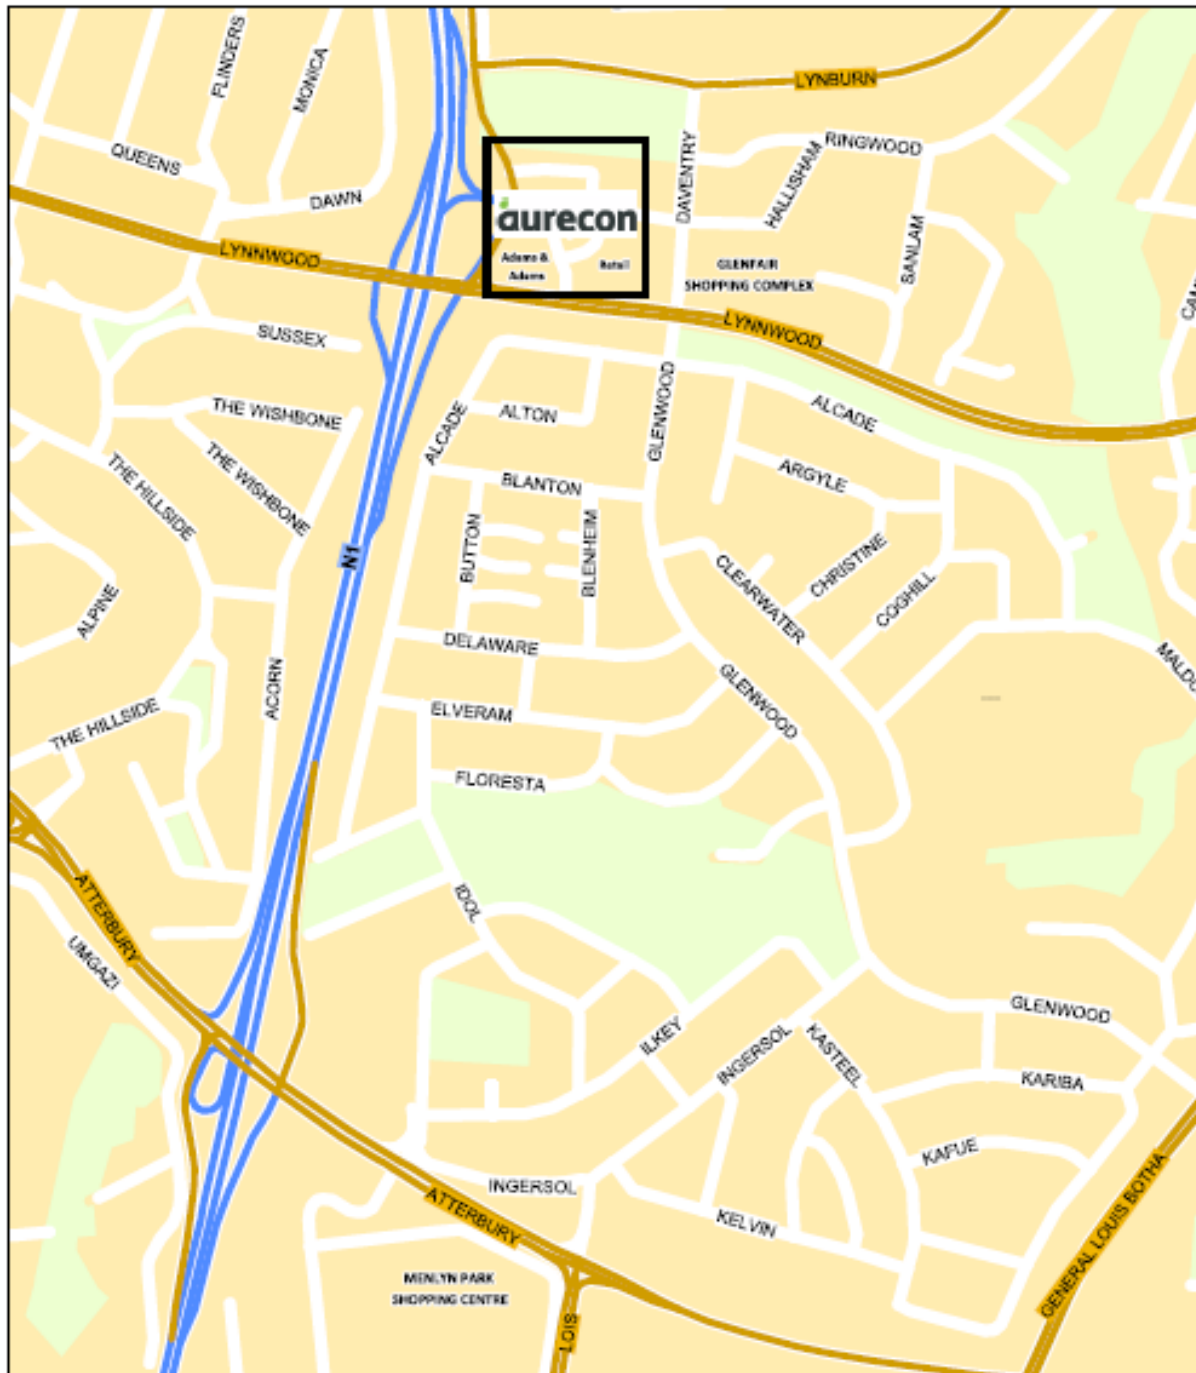 FLINDERS
MONICA
LYNBURN
QUEENS
DAVENTRY
RINGWOOD
HALLISHAM
DAWN
aurecon
SANLAM
LYNNWOOD
Adams &
Adams
Retail
GLENFAIR
SHOPPING COMPLEX
LYNNWOOD
SUSSEX
THE WISHBONE
ALCADE
ALTON
GLENWOOD
ALCADE
THE HILLSIDE
THE WISHBONE
BLANTON
ARGYLE
N1
BUTTON
BLENHEIM
CLEARWATER
CHRISTINE
COGHILL
ALPINE
DELAWARE
ACORN
GLENWOOD
THE HILLSIDE
ELVERAM
FLORESTA
ATTERBURY
UMGAZI
IDOL
GLENWOOD
ILKEY
INGERSOL
KASTEEL
KARIBA
KAFUE
INGERSOL
ATTERBURY
KELVIN
GENERAL LOUIS BOTHA
MENLYN PARK
SHOPPING CENTRE
LOIS